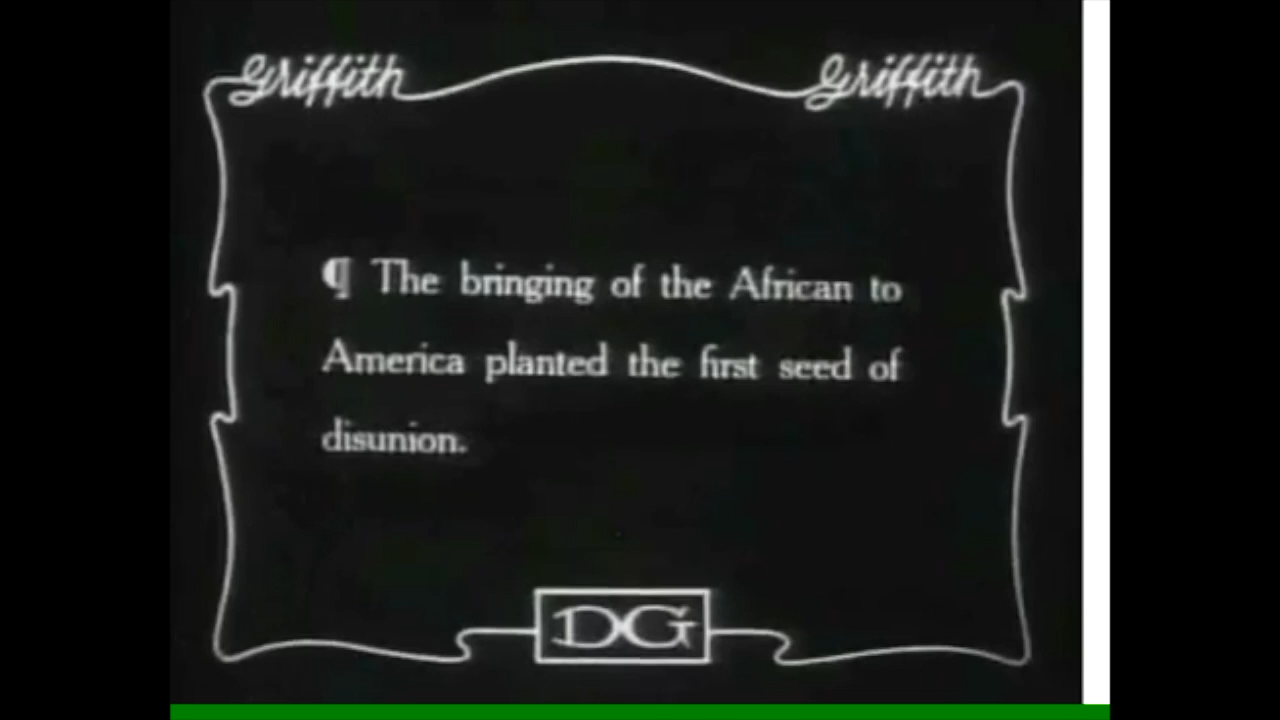 Griffith Griffith
¶ The bringing of the African to
America planted the first seed of
disunion.
DG